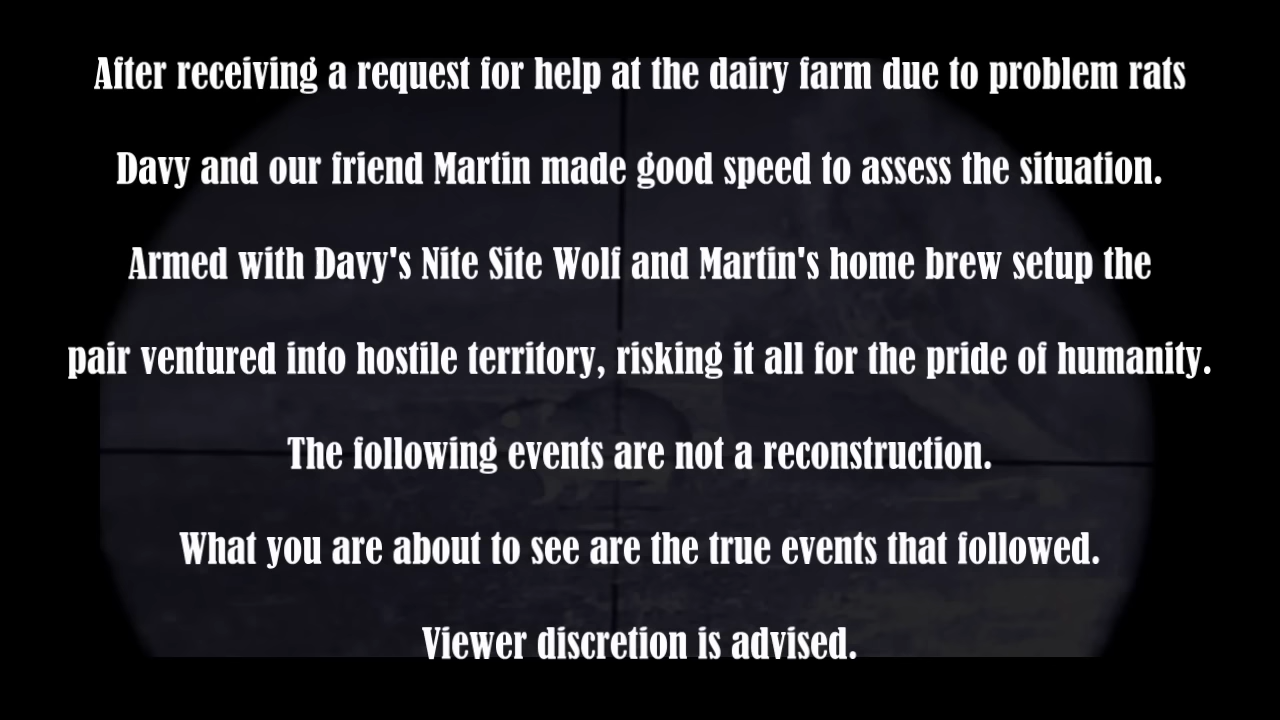 After receiving a request for help at the dairy farm due to problem rats
Davy and our friend Martin made good speed to assess the situation.
Armed with Davy's Nite Site Wolf and Martin's home brew setup the
pair ventured into hostile territory, risking it all for the pride of humanity.
The following events are not a reconstruction.
What you are about to see are the true events that followed.
Viewer discretion is advised.